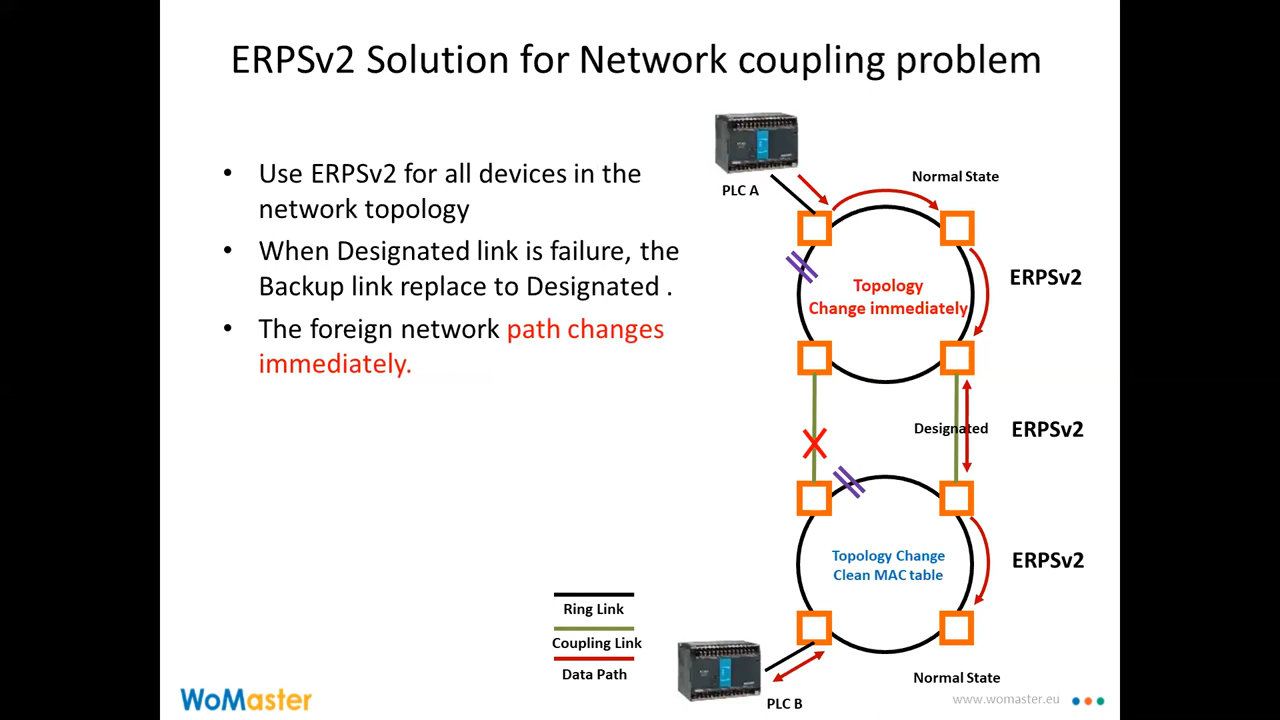 ERPSv2 Solution for Network coupling problem
• Use ERPSv2 for all devices in the
network topology
• When Designated link is failure, the
Backup link replace to Designated .
• The foreign network path changes
immediately.
PLC A
Normal State
ERPSv2
Topology
Change immediately
Designated
ERPSv2
Topology Change
Clean MAC table
ERPSv2
Ring Link
Coupling Link
Data Path
Normal State
PLC B
WoMaster
www.womaster.eu